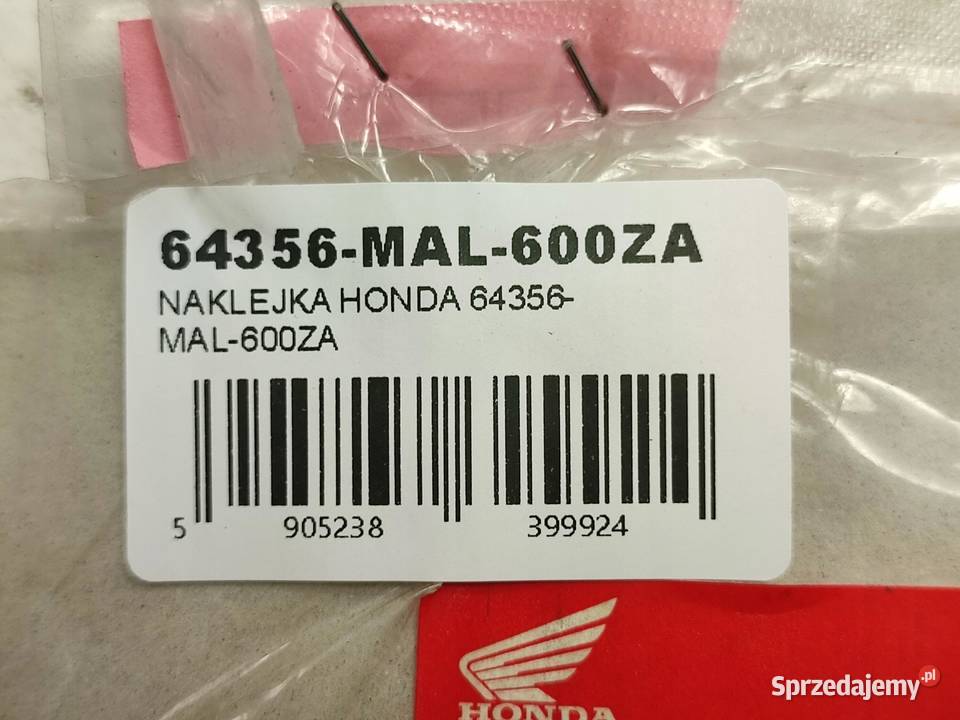 64356-MAL-600ZA
NAKLEJKA HONDA 64356-
MAL-600ZA
5 905238 399924
HONDA
Sprzedajemy.pl